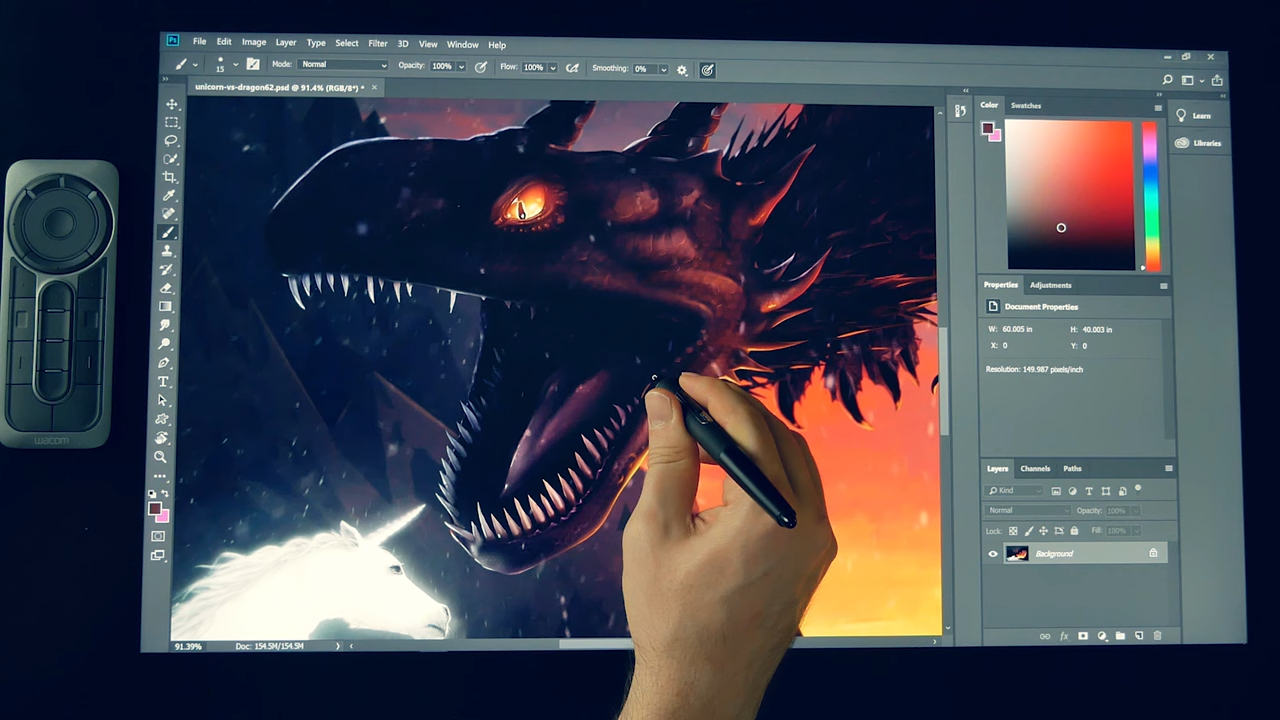 Ps File Edit Image Layer Type Select Filter 3D View Window Help
15 Mode: Normal Opacity: 100% Flow: 100% Smoothing: 0%
unicorn-vs-dragon62.psd @ 91.4% (RGB/8*) *
Color Swatches
Learn
Libraries
Properties Adjustments
Document Properties
W: 60.005 in H: 40.003 in
X: 0 Y: 0
Resolution: 149.987 pixels/inch
Layers Channels Paths
Kind
Normal Opacity: 100%
Lock: Fill: 100%
Background
fx
91.39% Doc: 154.5M/154.5M
wacom